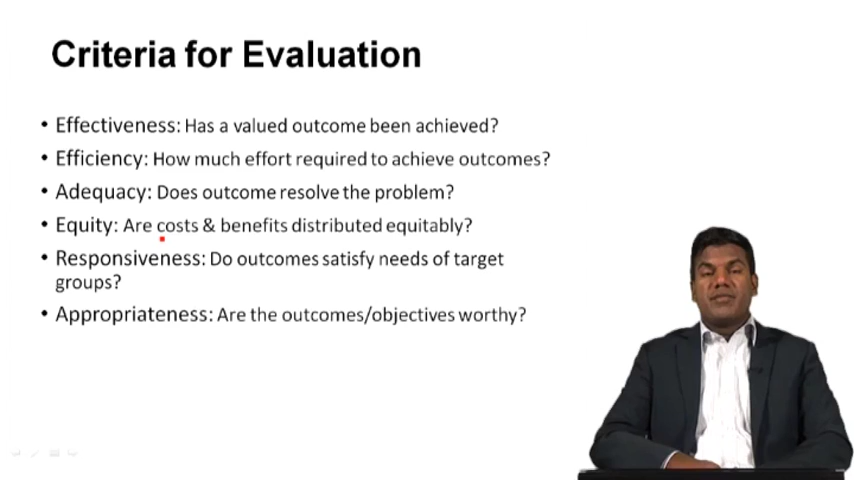 Criteria for Evaluation
• Effectiveness: Has a valued outcome been achieved?
• Efficiency: How much effort required to achieve outcomes?
• Adequacy: Does outcome resolve the problem?
• Equity: Are costs & benefits distributed equitably?
• Responsiveness: Do outcomes satisfy needs of target
groups?
• Appropriateness: Are the outcomes/objectives worthy?